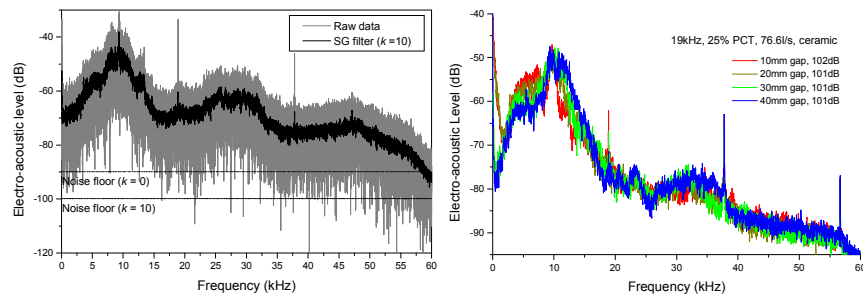 Raw data
SG filter (k =10)
Noise floor (k = 0)
Noise floor (k = 10)
-40
-60
-80
-100
-120
0 5 10 15 20 25 30 35 40 45 50 55 60
Electro-acoustic level (dB)
Frequency (kHz)
19kHz, 25% PCT, 76.6l/s, ceramic
10mm gap, 102dB
20mm gap, 101dB
30mm gap, 101dB
40mm gap, 101dB
-40
-50
-60
-70
-80
-90
0 10 20 30 40 50 60
Electro-acoustic Level (dB)
Frequency (kHz)